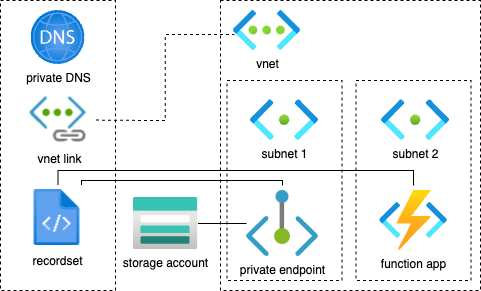 DNS
private DNS
vnet
vnet link
subnet 1
subnet 2
</>
recordset
storage account
private endpoint
function app